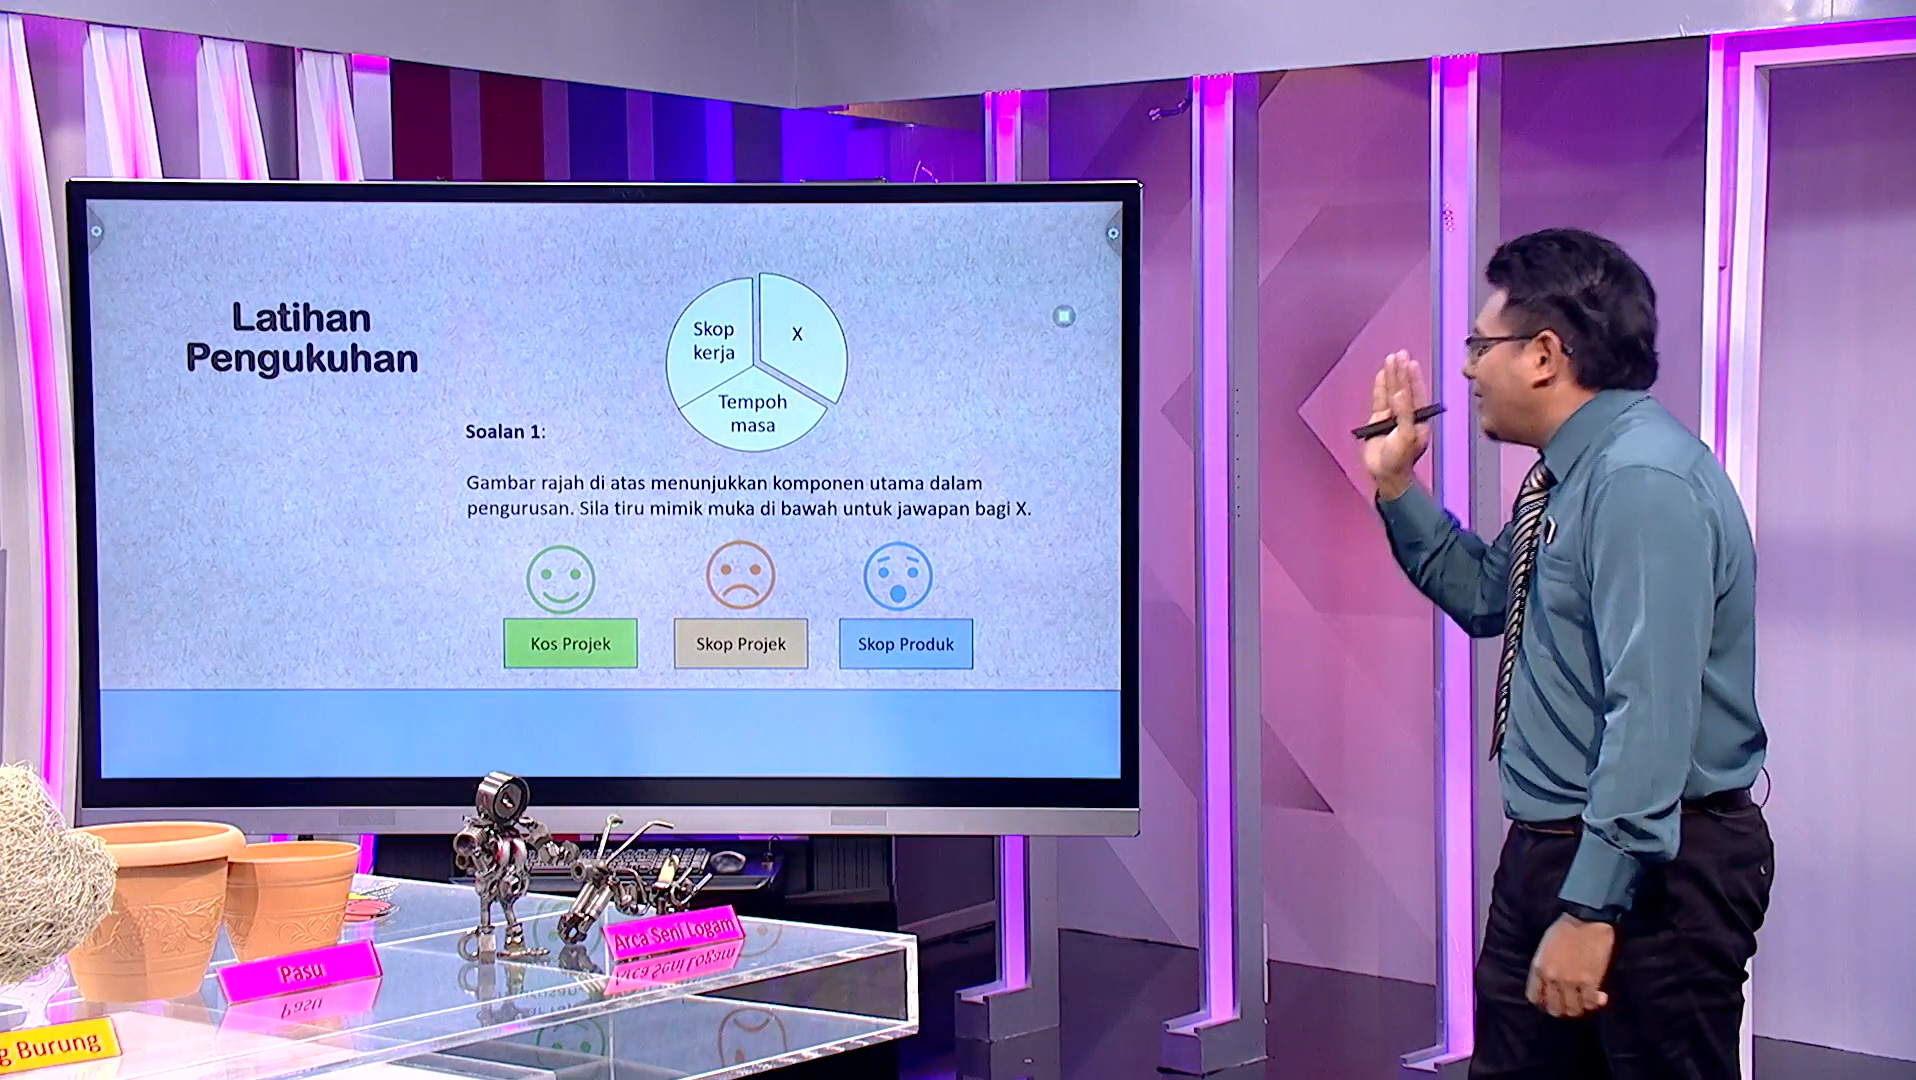 Latihan
Pengukuhan
Skop
kerja
X
Tempoh
masa
Soalan 1:
Gambar rajah di atas menunjukkan komponen utama dalam
pengurusan. Sila tiru mimik muka di bawah untuk jawapan bagi X.
Kos Projek
Skop Projek
Skop Produk
Arca Seni Logam
Pasu
g Burung